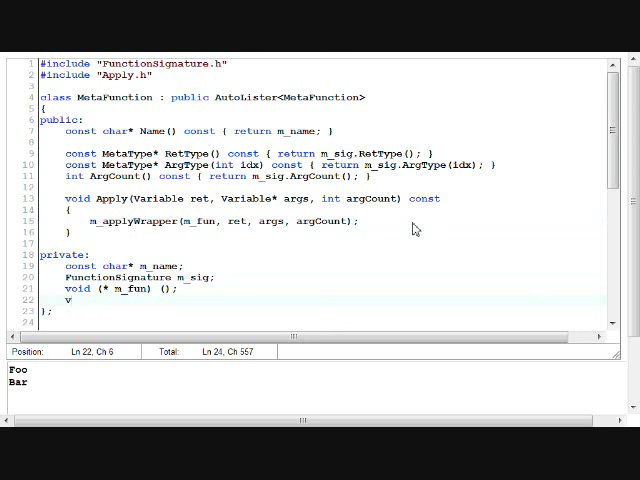 1 #include "FunctionSignature.h"
2 #include "Apply.h"
3
4 class MetaFunction : public AutoLister<MetaFunction>
5 {
6 public:
7 const char* Name() const { return m_name; }
8
9 const MetaType* RetType() const { return m_sig.RetType(); }
10 const MetaType* ArgType(int idx) const { return m_sig.ArgType(idx); }
11 int ArgCount() const { return m_sig.ArgCount(); }
12
13 void Apply(Variable ret, Variable* args, int argCount) const
14 {
15 m_applyWrapper(m_fun, ret, args, argCount);
16 }
17
18 private:
19 const char* m_name;
20 FunctionSignature m_sig;
21 void (* m_fun) ();
22 v
23 };
24
Position: Ln 22, Ch 6 Total: Ln 24, Ch 557
Foo
Bar